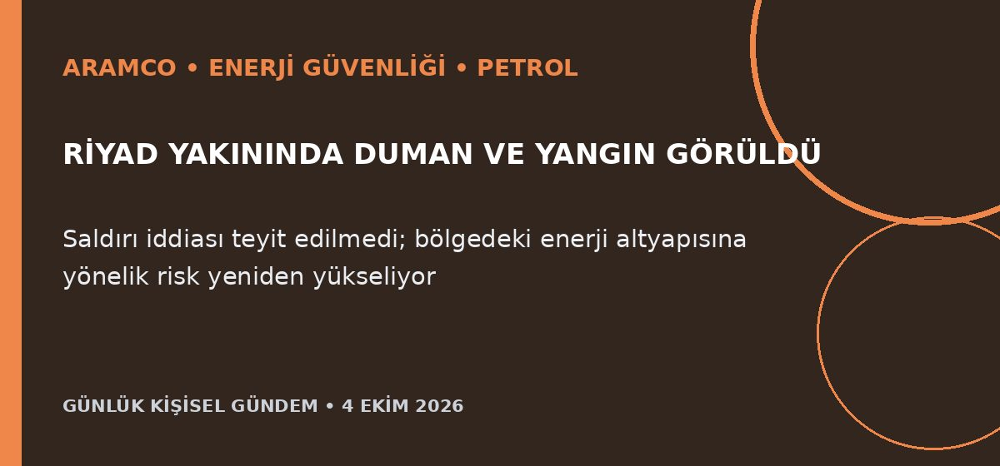 ARAMCO • ENERJİ GÜVENLİĞİ • PETROL
RİYAD YAKININDA DUMAN VE YANGIN GÖRÜLDÜ
Saldırı iddiası teyit edilmedi; bölgedeki enerji altyapısına
yönelik risk yeniden yükseliyor
GÜNLÜK KİŞİSEL GÜNDEM • 4 EKİM 2026